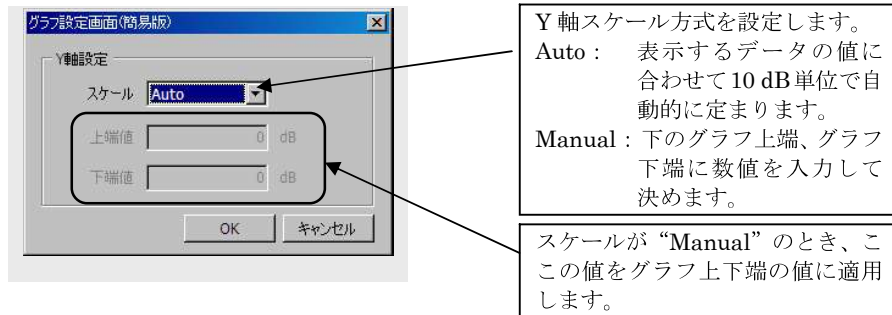 グラフ設定画面(簡易版)
Y軸設定
スケール Auto
上端値 0 dB
下端値 0 dB
OK キャンセル
Y 軸スケール方式を設定します。
Auto : 表示するデータの値に
合わせて 10 dB 単位で自
動的に定まります。
Manual : 下のグラフ上端、グラフ
下端に数値を入力して
決めます。
スケールが “Manual” のとき、こ
この値をグラフ上下端の値に適用
します。